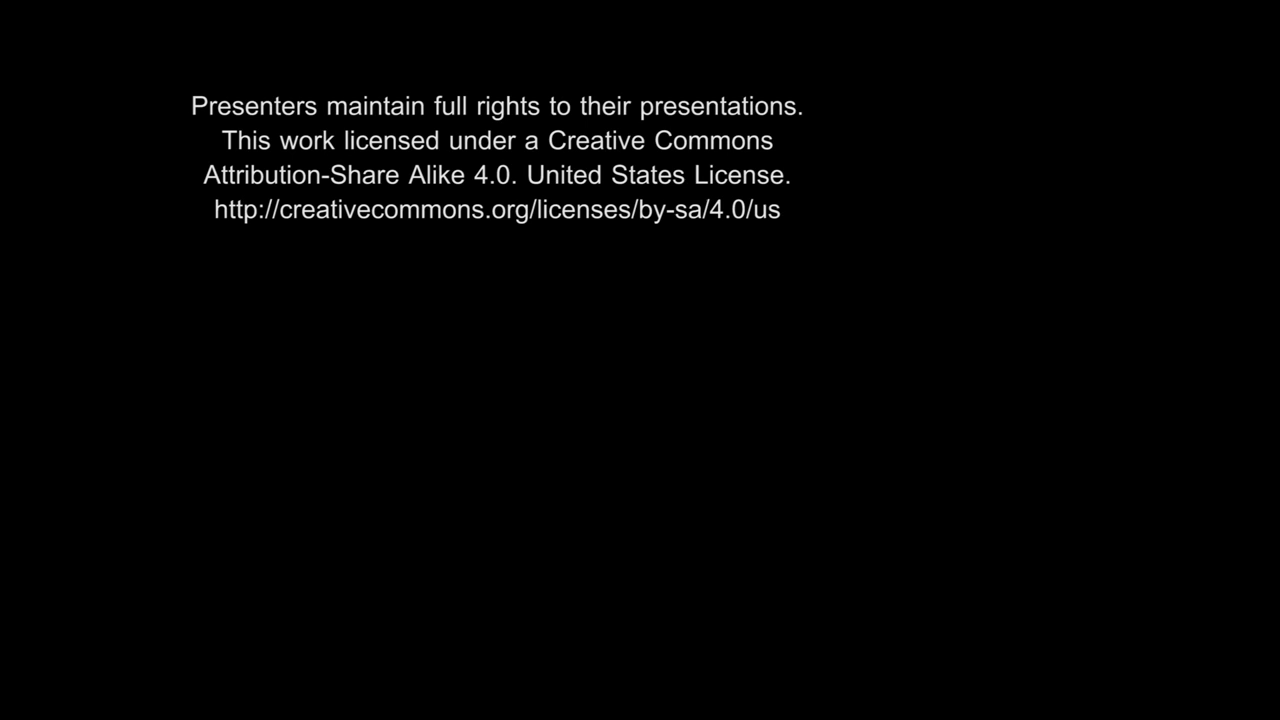 Presenters maintain full rights to their presentations.
This work licensed under a Creative Commons
Attribution-Share Alike 4.0. United States License.
http://creativecommons.org/licenses/by-sa/4.0/us